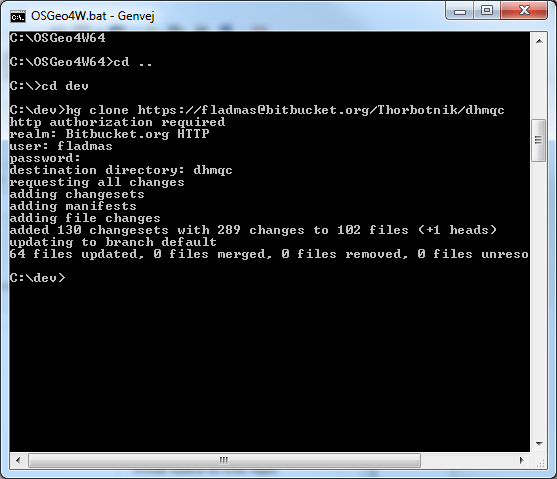 OSGeo4W.bat - Genvej
C:\OSGeo4W64
C:\OSGeo4W64>cd ..
C:\>cd dev
C:\dev>hg clone https://fladmas@bitbucket.org/Thorbotnik/dhmqc
http authorization required
realm: Bitbucket.org HTTP
user: fladmas
password:
destination directory: dhmqc
requesting all changes
adding changesets
adding manifests
adding file changes
added 130 changesets with 289 changes to 102 files (+1 heads)
updating to branch default
64 files updated, 0 files merged, 0 files removed, 0 files unreso
C:\dev>